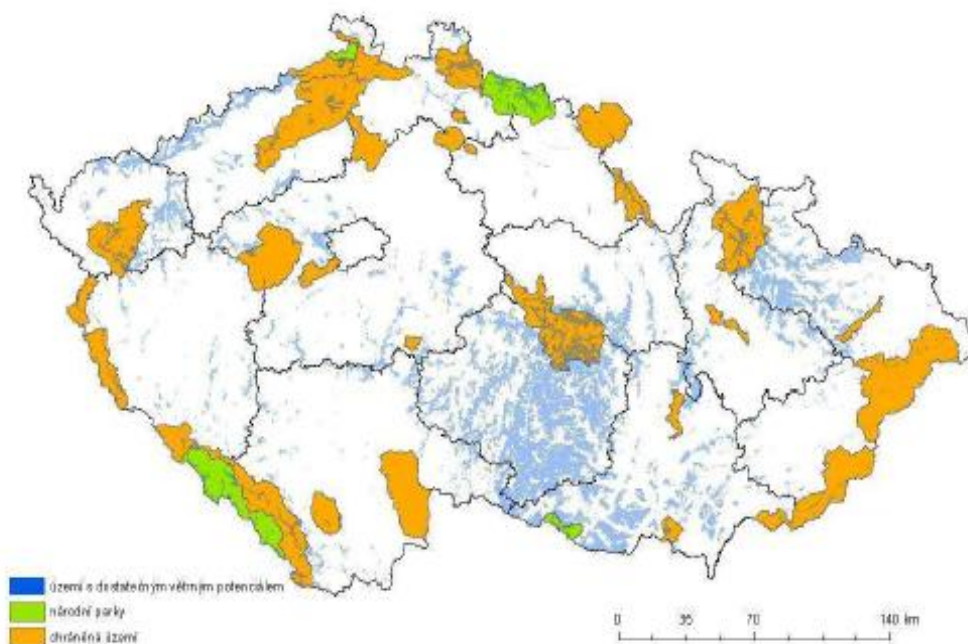 území s dostatečným větrným potenciálem
národní parky
chráněná území
0 35 70 140 km